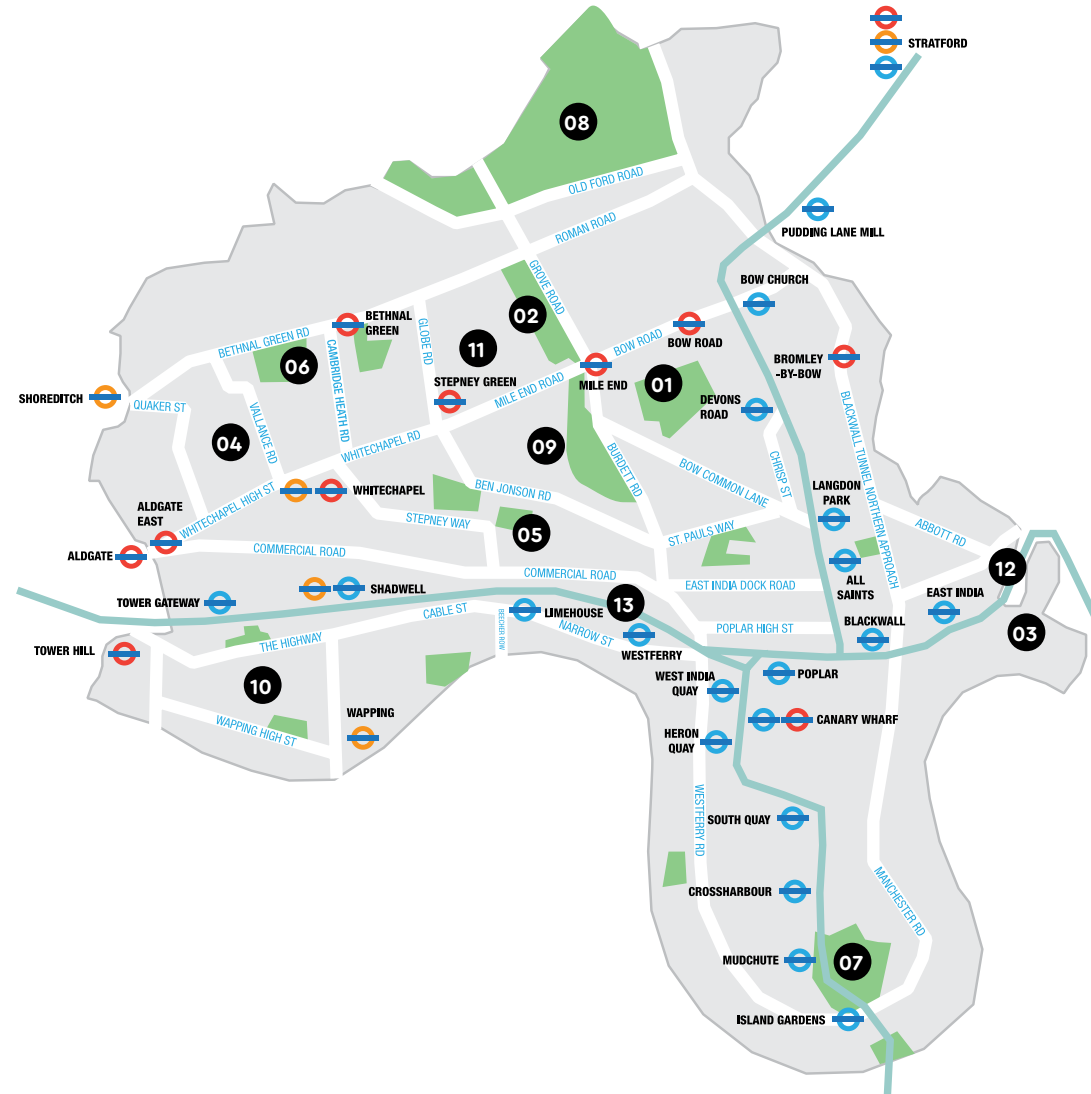 STRATFORD
08
OLD FORD ROAD
PUDDING LANE MILL
ROMAN ROAD
GROVE ROAD
BOW CHURCH
BETHNAL
GREEN
02
BOW ROAD
BOW ROAD
BETHNAL GREEN RD
GLOBE RD
11
CAMBRIDGE HEATH RD
06
STEPNEY GREEN
MILE END ROAD
MILE END
01
BROMLEY
-BY-BOW
SHOREDITCH
QUAKER ST
VALLANCE RD
DEVONS
ROAD
BLACKWALL TUNNEL NORTHERN APPROACH
04
WHITECHAPEL RD
09
BURDETT RD
BOW COMMON LANE
CHRISP ST
WHITECHAPEL
WHITECHAPEL HIGH ST
BEN JONSON RD
LANGDON
PARK
ALDGATE
EAST
STEPNEY WAY
05
ST. PAULS WAY
ABBOTT RD
ALDGATE
COMMERCIAL ROAD
COMMERCIAL ROAD
EAST INDIA DOCK ROAD
ALL
SAINTS
12
EAST INDIA
TOWER GATEWAY
SHADWELL
CABLE ST
LIMEHOUSE
13
BEECHER ROW
NARROW ST
WESTFERRY
POPLAR HIGH ST
BLACKWALL
03
TOWER HILL
THE HIGHWAY
10
WEST INDIA
QUAY
POPLAR
WAPPING
WAPPING HIGH ST
CANARY WHARF
HERON
QUAY
WESTFERRY RD
SOUTH QUAY
CROSSHARBOUR
MANCHESTER RD
MUDCHUTE
07
ISLAND GARDENS